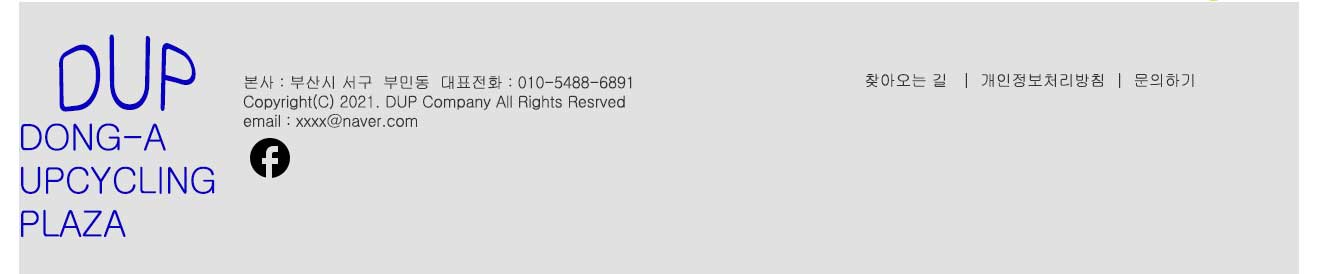 DUP
DONG-A
UPCYCLING
PLAZA
본사 : 부산시 서구 부민동 대표전화 : 010-5488-6891
Copyright(C) 2021. DUP Company All Rights Resrved
email : xxxx@naver.com
찾아오는 길 | 개인정보처리방침 | 문의하기